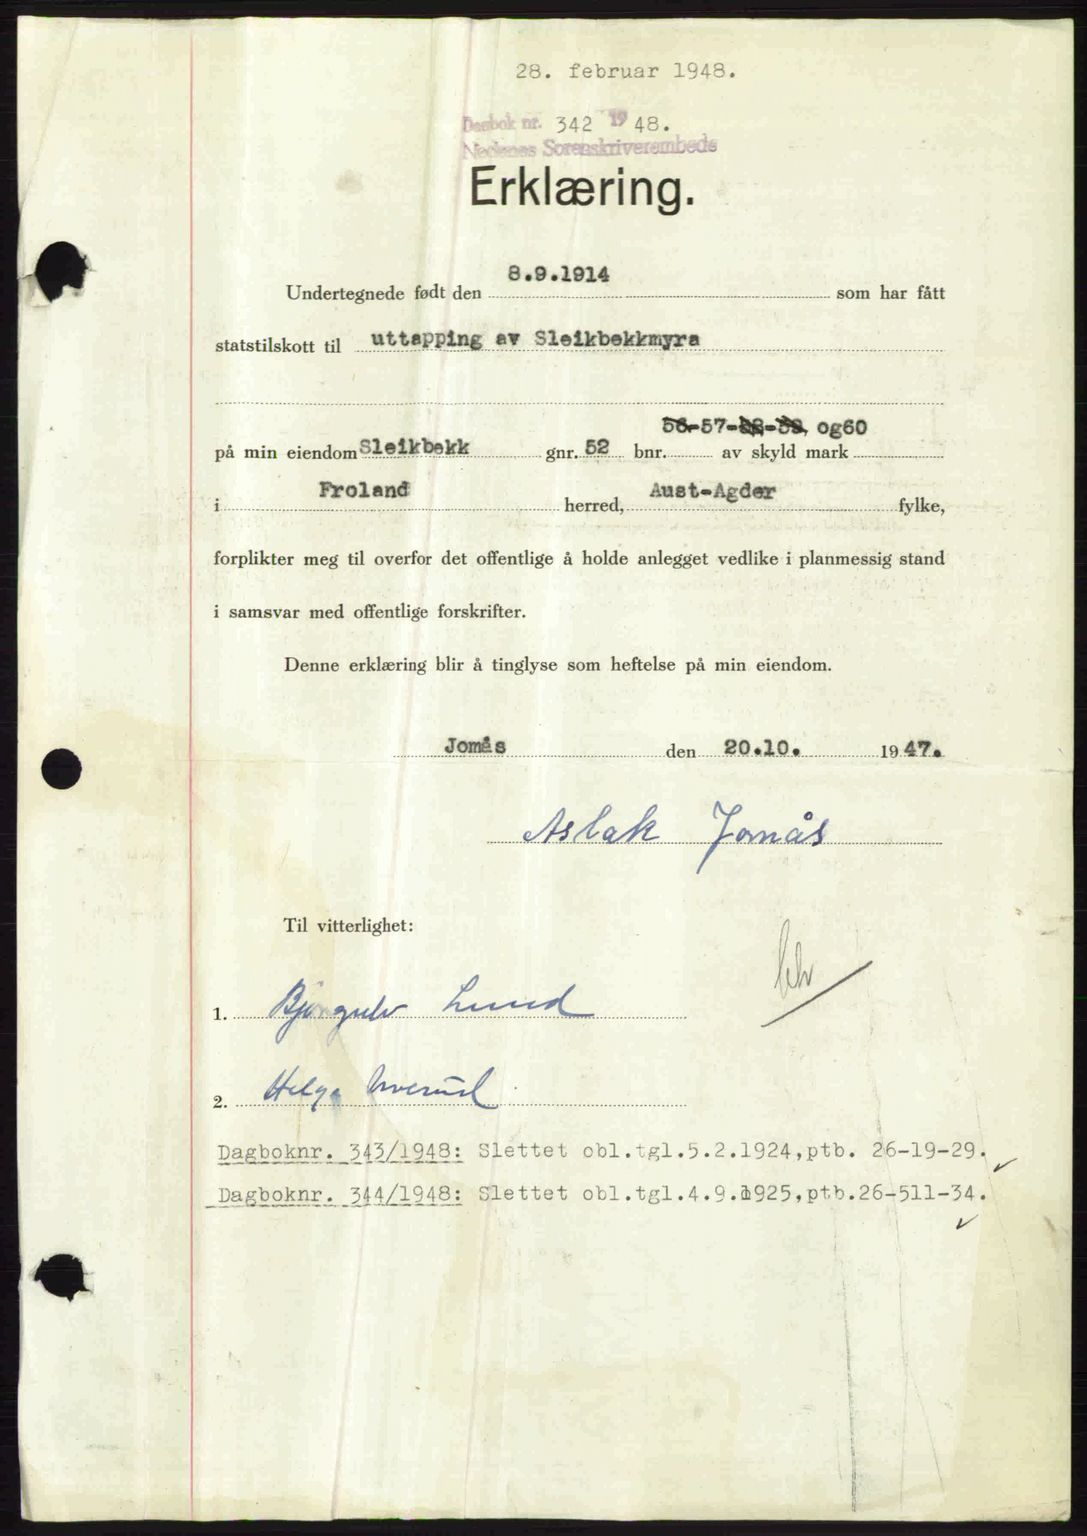 28. februar 1948.
Dagbok nr. 342 19 48.
Nedenes Sorenskriverembede
Erklæring.
Undertegnede født den 8.9.1914 som har fått
statstilskott til uttapping av Sleikbekkmyra
56-57-58-59, og60
på min eiendom Sleikbekk gnr. 52 bnr. av skyld mark
i Froland herred, Aust-Agder fylke,
forplikter meg til overfor det offentlige å holde anlegget vedlike i planmessig stand
i samsvar med offentlige forskrifter.
Denne erklæring blir å tinglyse som heftelse på min eiendom.
Jomås den 20.10. 1947.
Aslak Jomås
Til vitterlighet:
1. Bjørgulv Lund
2. Helga
Dagboknr. 343/1948: Slettet obl.tgl.5.2.1924,ptb. 26-19-29.
Dagboknr. 344/1948: Slettet obl.tgl.4.9.1925,ptb.26-511-34.